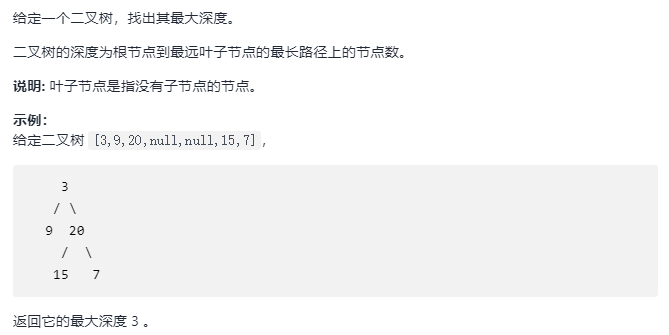 给定一个二叉树，找出其最大深度。
二叉树的深度为根节点到最远叶子节点的最长路径上的节点数。
说明: 叶子节点是指没有子节点的节点。
示例：
给定二叉树 [3,9,20,null,null,15,7]，
3
/ \
9 20
/ \
15 7
返回它的最大深度 3 。